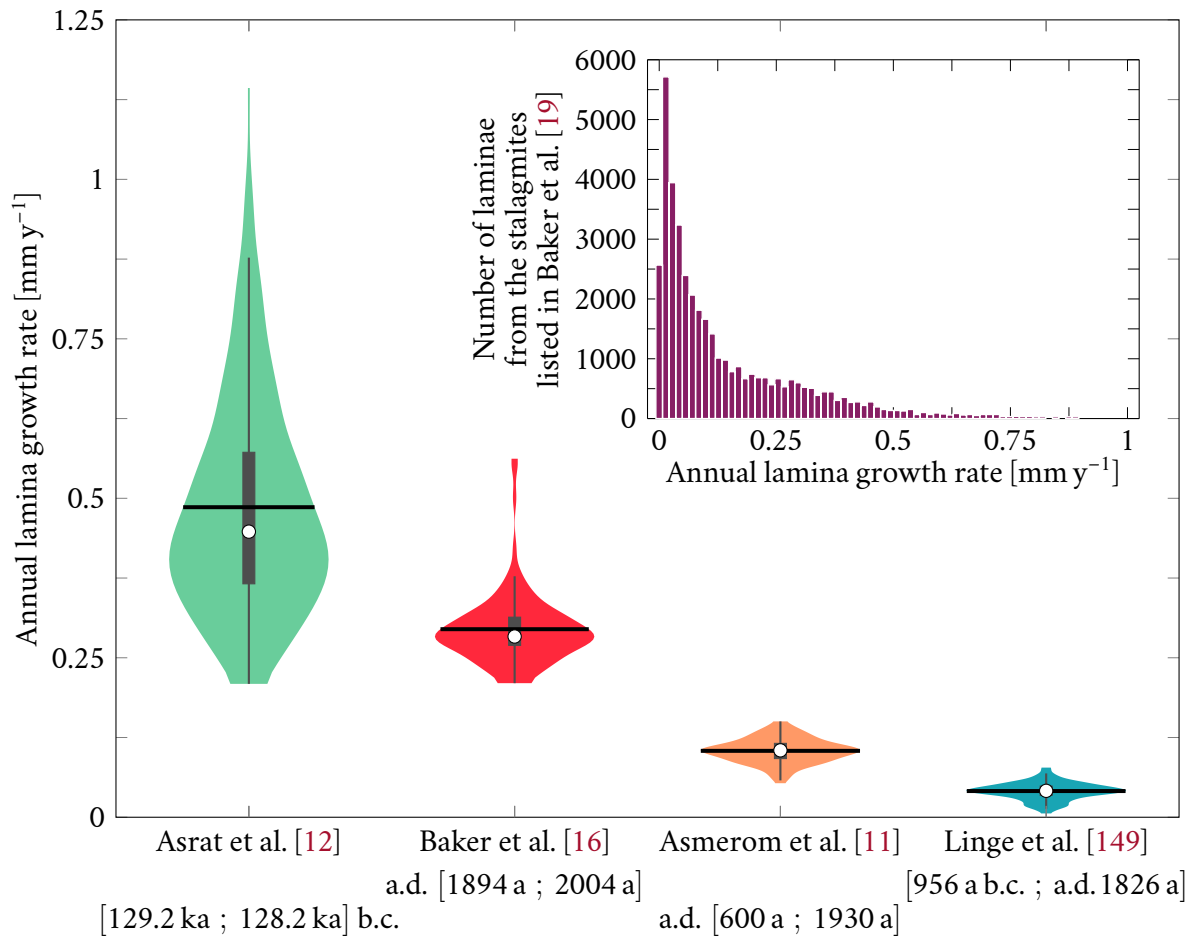 1.25
1
0.75
0.5
0.25
0
Annual lamina growth rate [mm y⁻¹]
6000
5000
4000
3000
2000
1000
0
Number of laminae
from the stalagmites
listed in Baker et al. [19]
0 0.25 0.5 0.75 1
Annual lamina growth rate [mm y⁻¹]
Asrat et al. [12] Baker et al. [16] Asmerom et al. [11] Linge et al. [149]
a.d. [1894 a ; 2004 a] [956 a b.c. ; a.d. 1826 a]
[129.2 ka ; 128.2 ka] b.c. a.d. [600 a ; 1930 a]